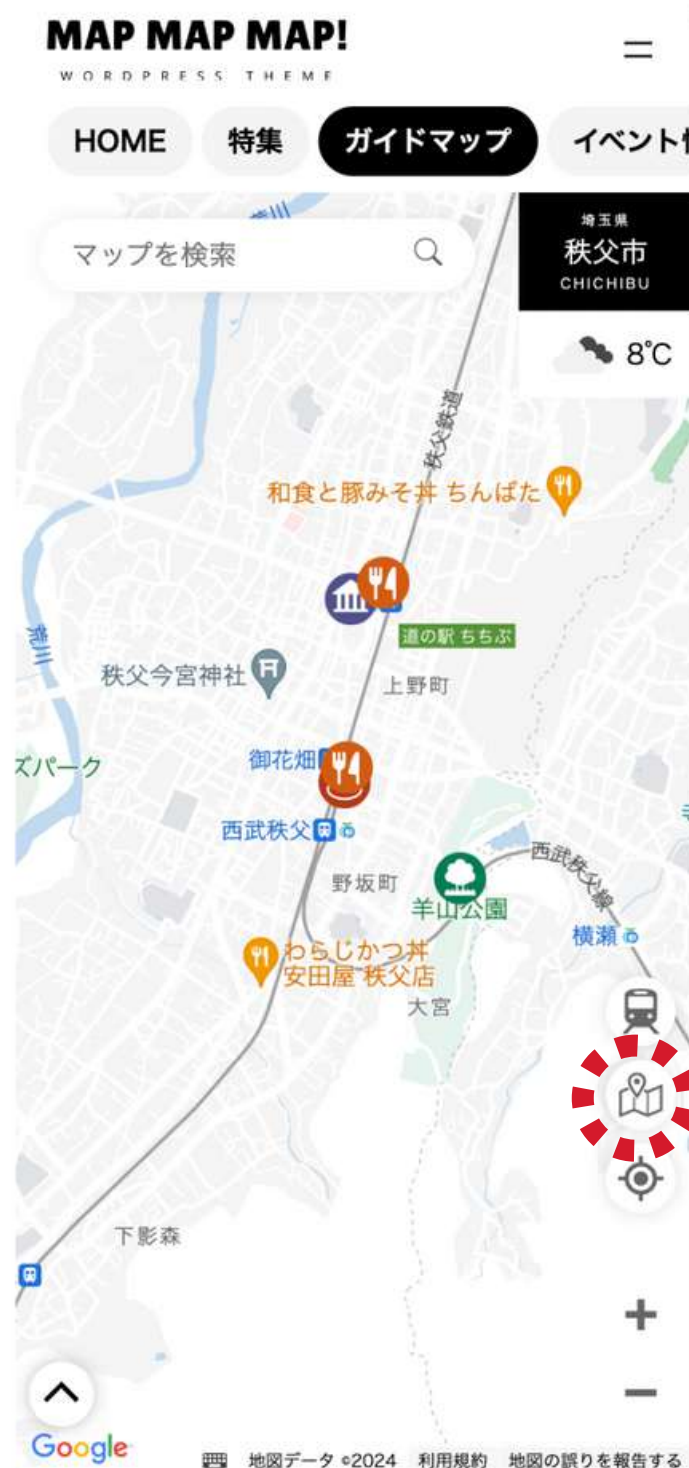 MAP MAP MAP!
WORDPRESS THEME
HOME
特集
ガイドマップ
イベント
マップを検索
埼玉県
秩父市
CHICHIBU
8°C
秩父鉄道
和食と豚みそ丼 ちんばた
荒川
道の駅 ちちぶ
秩父今宮神社
上野町
ズパーク
御花畑
西武秩父
西武秩父線
野坂町
羊山公園
横瀬
わらじかつ丼
安田屋 秩父店
大宮
下影森
Google
地図データ ©2024
利用規約
地図の誤りを報告する